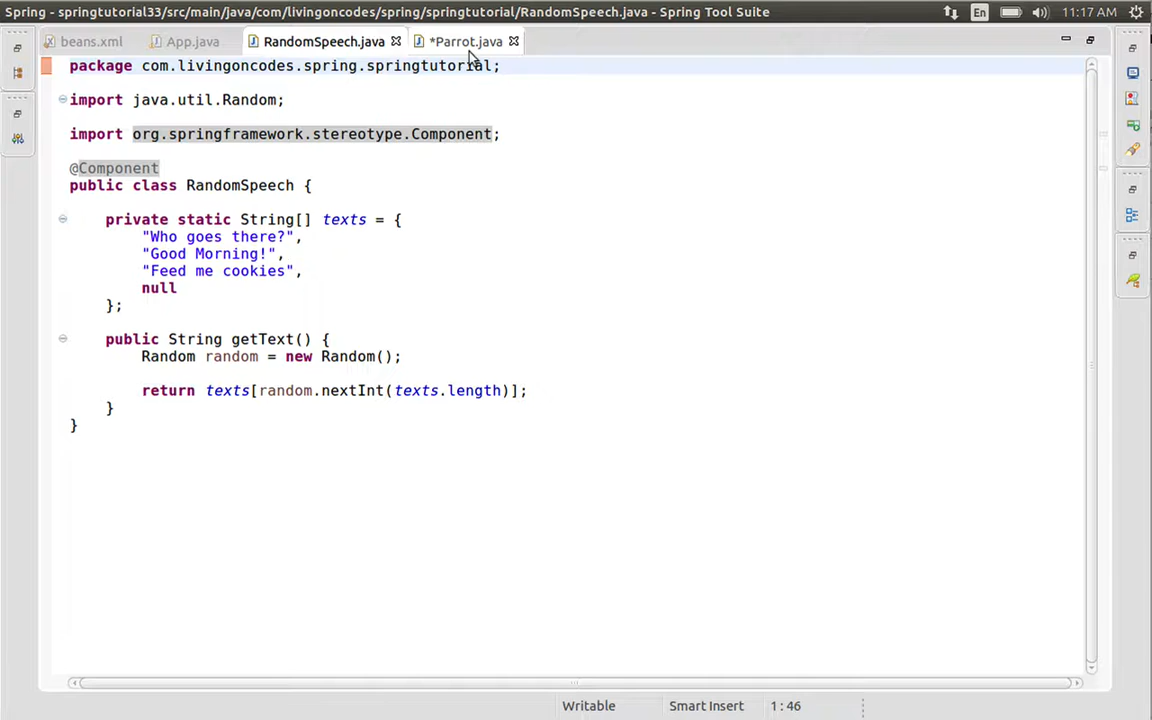 Spring - springtutorial33/src/main/java/com/livingoncodes/spring/springtutorial/RandomSpeech.java - Spring Tool Suite
En
11:17 AM
beans.xml
App.java
RandomSpeech.java
*Parrot.java
package com.livingoncodes.spring.springtutorial;
import java.util.Random;
import org.springframework.stereotype.Component;
@Component
public class RandomSpeech {
private static String[] texts = {
"Who goes there?",
"Good Morning!",
"Feed me cookies",
null
};
public String getText() {
Random random = new Random();
return texts[random.nextInt(texts.length)];
}
}
Writable
Smart Insert
1 : 46